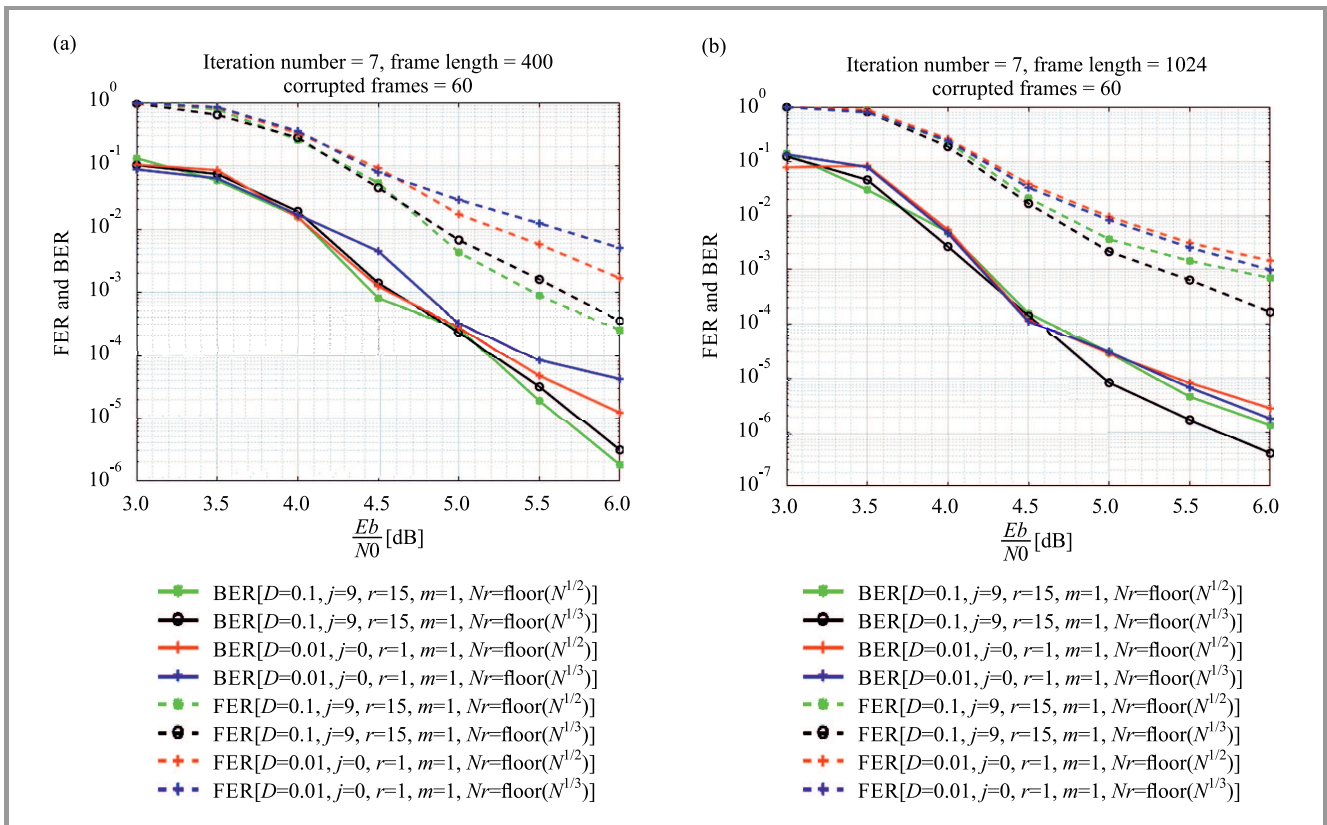 (a)
Iteration number = 7, frame length = 400
corrupted frames = 60
FER and BER
10^0
10^-1
10^-2
10^-3
10^-4
10^-5
10^-6
3.0 3.5 4.0 4.5 5.0 5.5 6.0
Eb/N0 [dB]
BER[D=0.1, j=9, r=15, m=1, Nr=floor(N^1/2)]
BER[D=0.1, j=9, r=15, m=1, Nr=floor(N^1/3)]
BER[D=0.01, j=0, r=1, m=1, Nr=floor(N^1/2)]
BER[D=0.01, j=0, r=1, m=1, Nr=floor(N^1/3)]
FER[D=0.1, j=9, r=15, m=1, Nr=floor(N^1/2)]
FER[D=0.1, j=9, r=15, m=1, Nr=floor(N^1/3)]
FER[D=0.01, j=0, r=1, m=1, Nr=floor(N^1/2)]
FER[D=0.01, j=0, r=1, m=1, Nr=floor(N^1/3)]
(b)
Iteration number = 7, frame length = 1024
corrupted frames = 60
FER and BER
10^0
10^-1
10^-2
10^-3
10^-4
10^-5
10^-6
10^-7
3.0 3.5 4.0 4.5 5.0 5.5 6.0
Eb/N0 [dB]
BER[D=0.1, j=9, r=15, m=1, Nr=floor(N^1/2)]
BER[D=0.1, j=9, r=15, m=1, Nr=floor(N^1/3)]
BER[D=0.01, j=0, r=1, m=1, Nr=floor(N^1/2)]
BER[D=0.01, j=0, r=1, m=1, Nr=floor(N^1/3)]
FER[D=0.1, j=9, r=15, m=1, Nr=floor(N^1/2)]
FER[D=0.1, j=9, r=15, m=1, Nr=floor(N^1/3)]
FER[D=0.01, j=0, r=1, m=1, Nr=floor(N^1/2)]
FER[D=0.01, j=0, r=1, m=1, Nr=floor(N^1/3)]